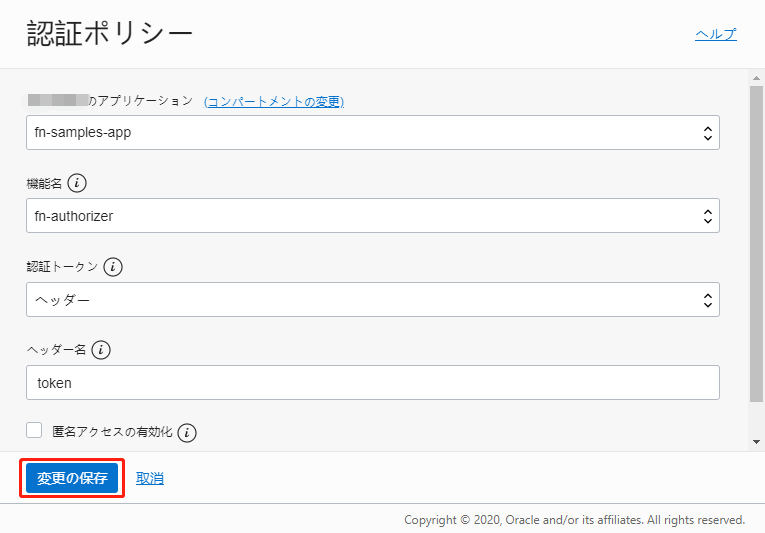 認証ポリシー
ヘルプ
のアプリケーション (コンパートメントの変更)
fn-samples-app
機能名 i
fn-authorizer
認証トークン i
ヘッダー
ヘッダー名 i
token
匿名アクセスの有効化 i
変更の保存 取消
Copyright © 2020, Oracle and/or its affiliates. All rights reserved.